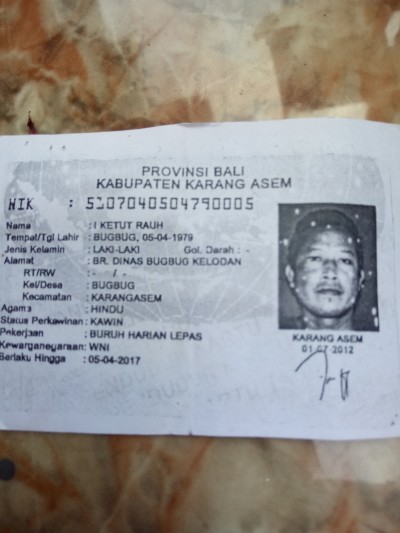 PROVINSI BALI
KABUPATEN KARANG ASEM
NIK : 5107040504790005
Nama : I KETUT RAUH
Tempat/Tgl Lahir : BUGBUG, 05-04-1979
Jenis Kelamin : LAKI-LAKI Gol. Darah : -
Alamat : BR. DINAS BUGBUG KELODAN
RT/RW : - / -
Kel/Desa : BUGBUG
Kecamatan : KARANGASEM
Agama : HINDU
Status Perkawinan : KAWIN
Pekerjaan : BURUH HARIAN LEPAS
Kewarganegaraan: WNI
Berlaku Hingga : 05-04-2017
KARANG ASEM
01-07-2012